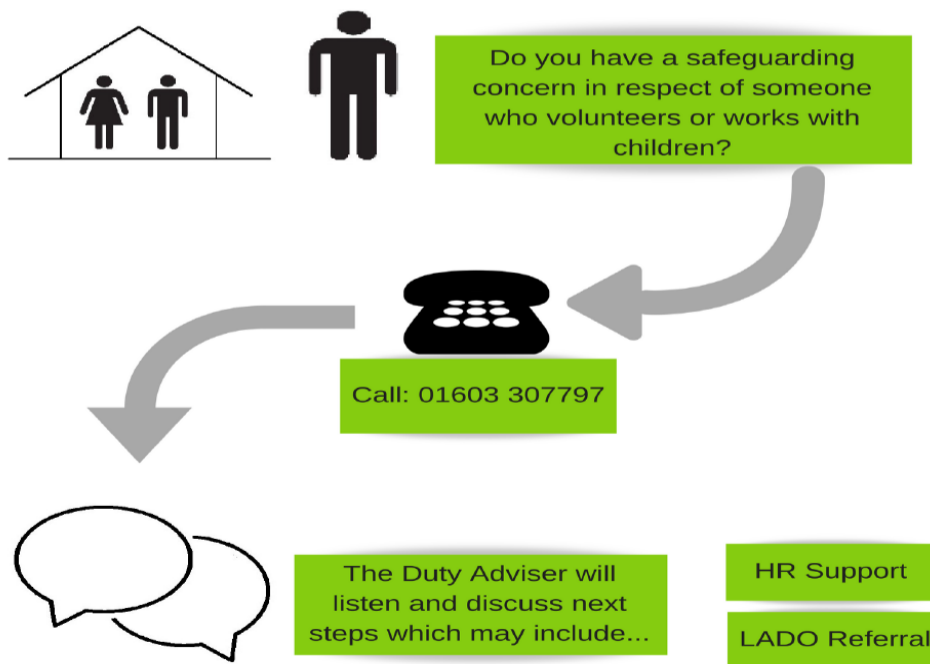 Do you have a safeguarding
concern in respect of someone
who volunteers or works with
children?
Call: 01603 307797
The Duty Adviser will
listen and discuss next
steps which may include...
HR Support
LADO Referral